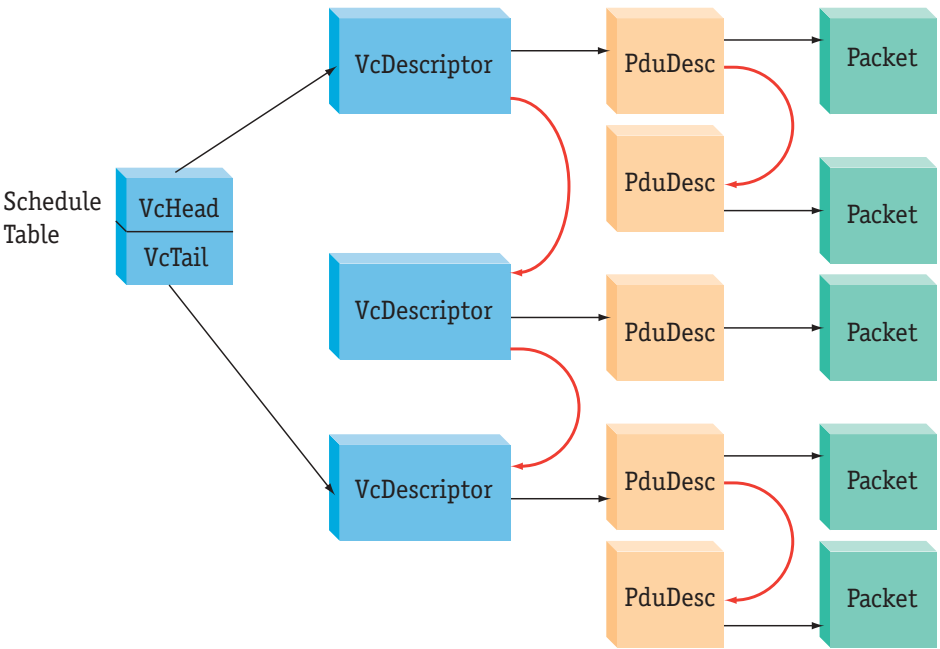 VcDescriptor
PduDesc
Packet
PduDesc
Schedule
Table
VcHead
VcTail
Packet
VcDescriptor
PduDesc
Packet
VcDescriptor
PduDesc
Packet
PduDesc
Packet